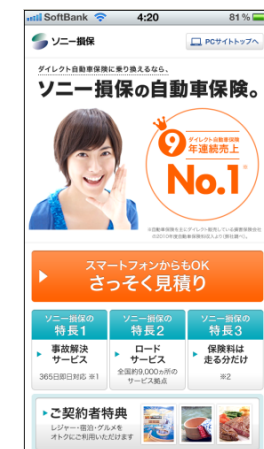 SoftBank 4:20 81%
ソニー損保
PCサイトトップへ
ダイレクト自動車保険に乗り換えるなら、
ソニー損保の自動車保険。
ダイレクト自動車保険
9年連続売上
No.1※
スマートフォンからもOK
さっそく見積り
ソニー損保の
特長1
ソニー損保の
特長2
ソニー損保の
特長3
事故解決
サービス
365日即日対応 ※1
ロード
サービス
全国約9,000ヵ所の
サービス拠点
保険料は
走る分だけ
※2
ご契約者特典
レジャー・宿泊・グルメを
オトクにご利用いただけます